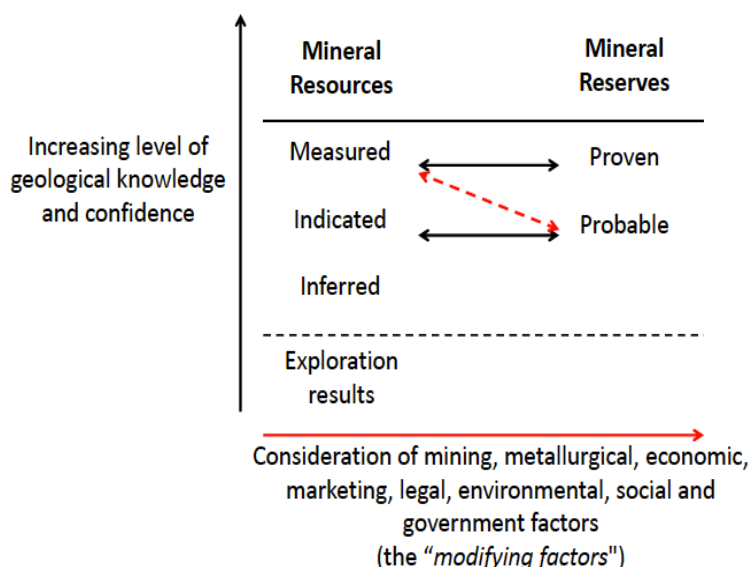 Mineral
Resources
Mineral
Reserves
Increasing level of
geological knowledge
and confidence
Measured
Proven
Indicated
Probable
Inferred
Exploration
results
Consideration of mining, metallurgical, economic,
marketing, legal, environmental, social and
government factors
(the “modifying factors")